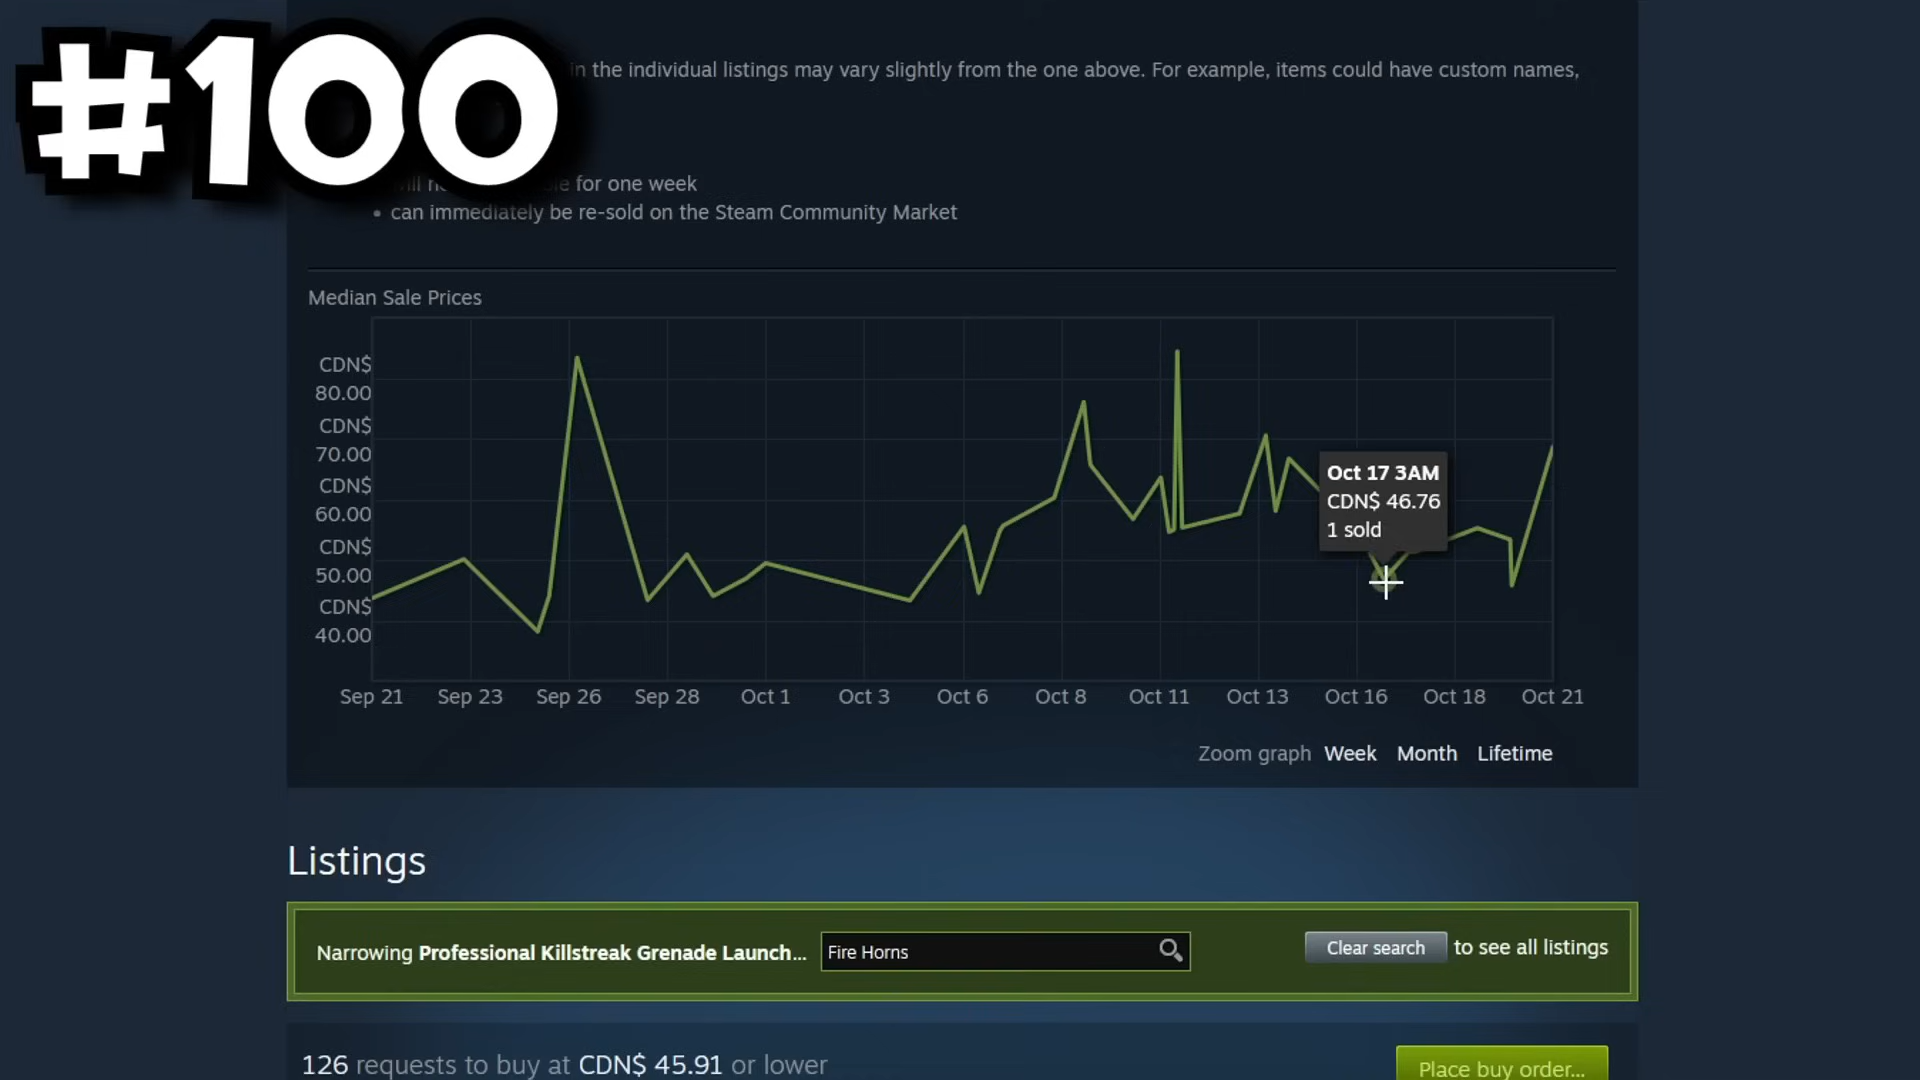 #100
in the individual listings may vary slightly from the one above. For example, items could have custom names,
for one week
• can immediately be re-sold on the Steam Community Market
Median Sale Prices
CDN$
80.00
CDN$
70.00
CDN$
60.00
CDN$
50.00
CDN$
40.00
Oct 17 3AM
CDN$ 46.76
1 sold
Sep 21 Sep 23 Sep 26 Sep 28 Oct 1 Oct 3 Oct 6 Oct 8 Oct 11 Oct 13 Oct 16 Oct 18 Oct 21
Zoom graph Week Month Lifetime
Listings
Narrowing Professional Killstreak Grenade Launch... Fire Horns Clear search to see all listings
126 requests to buy at CDN$ 45.91 or lower
Place buy order...